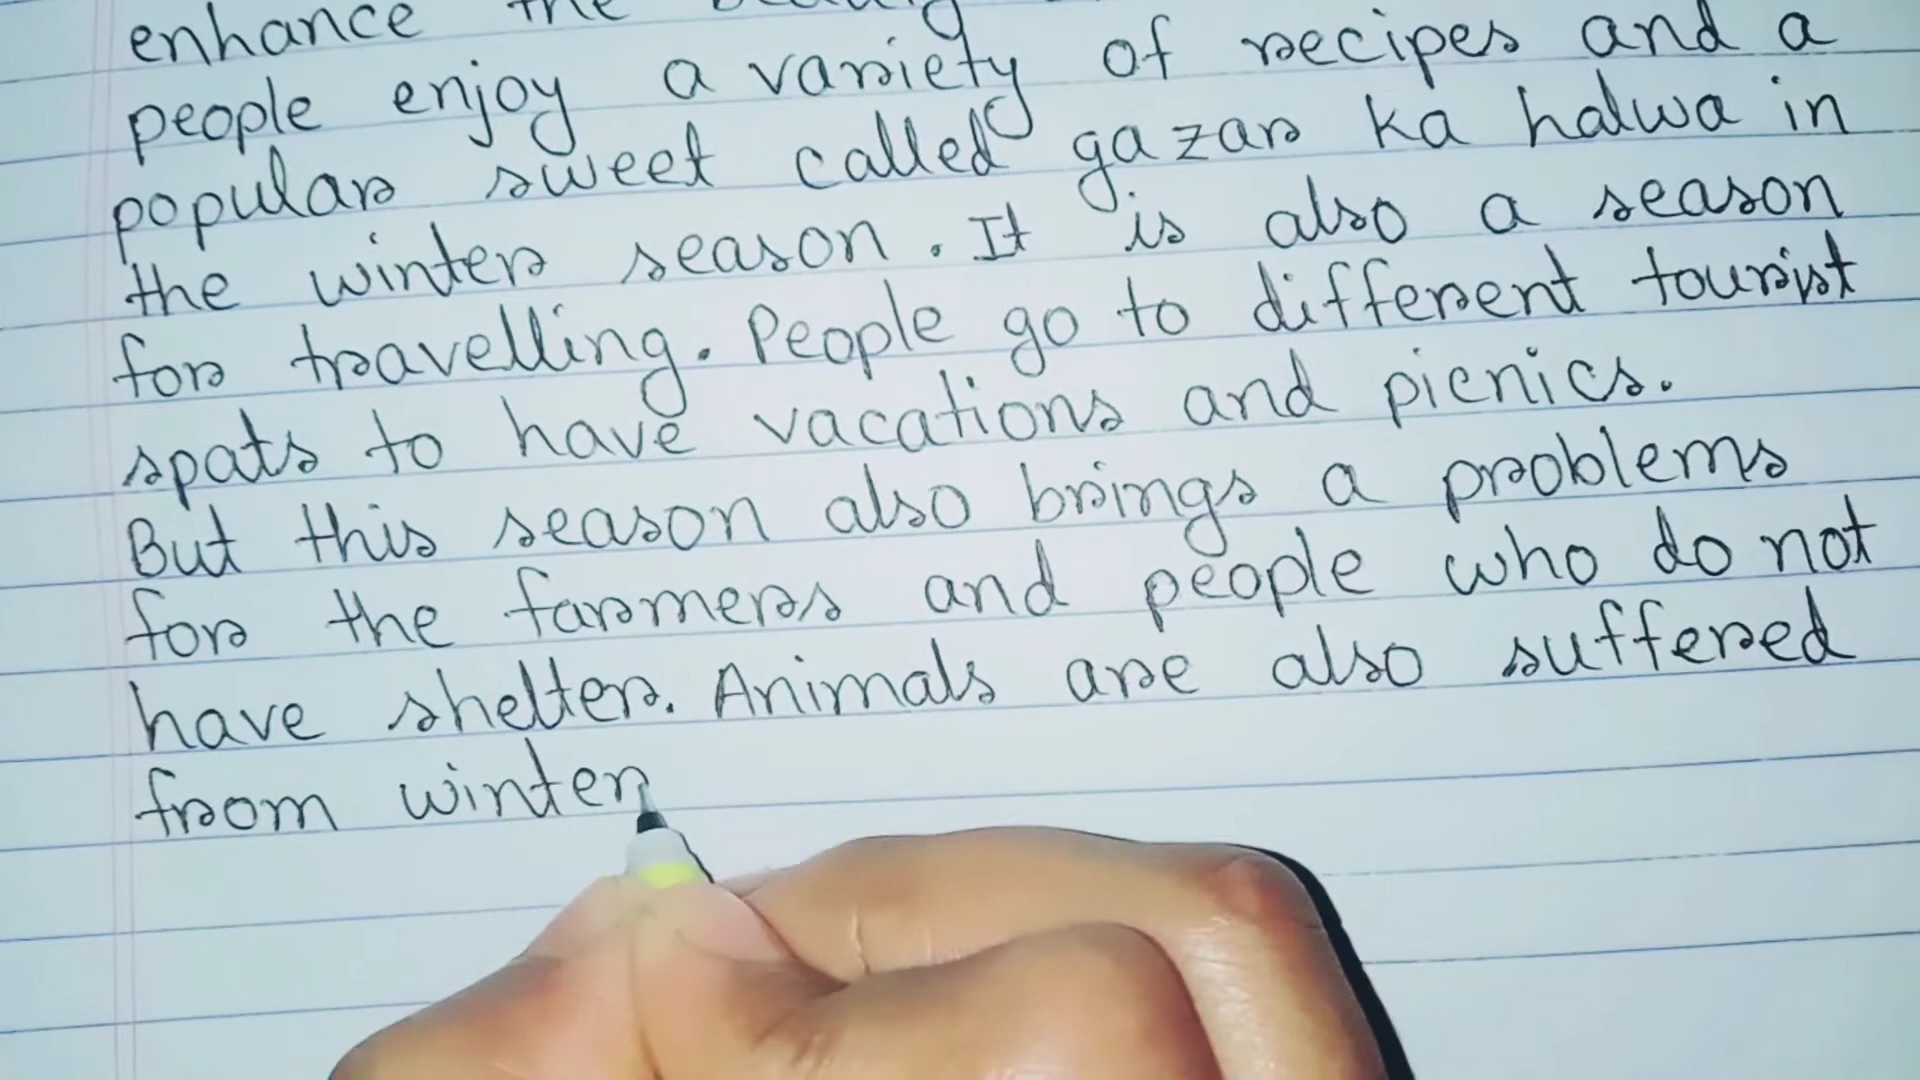 enhance the beauty
people enjoy a variety of recipes and a
popular sweet called gazar ka halwa in
the winter season. It is also a season
for travelling. People go to different tourist
spats to have vacations and picnics.
But this season also brings a problems
for the farmers and people who do not
have shelter. Animals are also suffered
from winter